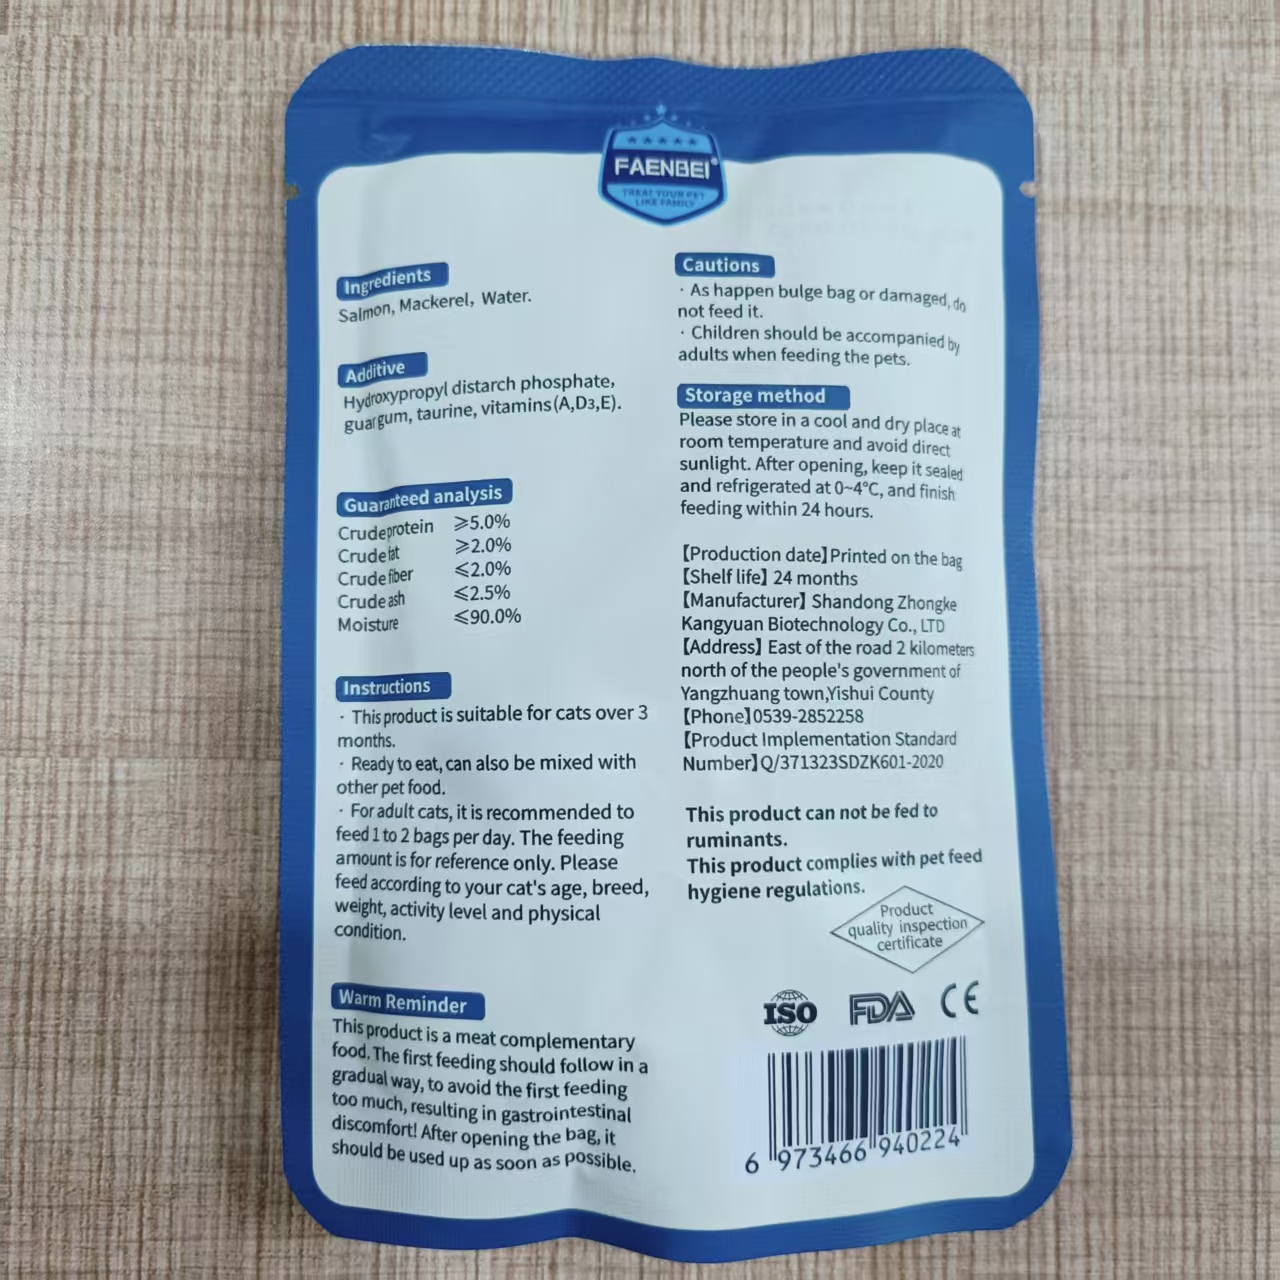 FAENBEI®
TREAT YOUR PET
LIKE FAMILY
Ingredients
Salmon, Mackerel, Water.
Additive
Hydroxypropyl distarch phosphate,
guar gum, taurine, vitamins(A,D3,E).
Guaranteed analysis
Crude protein ⩾5.0%
Crude fat ⩾2.0%
Crude fiber ⩽2.0%
Crude ash ⩽2.5%
Moisture ⩽90.0%
Instructions
· This product is suitable for cats over 3
months.
· Ready to eat, can also be mixed with
other pet food.
· For adult cats, it is recommended to
feed 1 to 2 bags per day. The feeding
amount is for reference only. Please
feed according to your cat's age, breed,
weight, activity level and physical
condition.
Warm Reminder
This product is a meat complementary
food. The first feeding should follow in a
gradual way, to avoid the first feeding
too much, resulting in gastrointestinal
discomfort! After opening the bag, it
should be used up as soon as possible.
Cautions
· As happen bulge bag or damaged, do
not feed it.
· Children should be accompanied by
adults when feeding the pets.
Storage method
Please store in a cool and dry place at
room temperature and avoid direct
sunlight. After opening, keep it sealed
and refrigerated at 0~4℃, and finish
feeding within 24 hours.
【Production date】Printed on the bag
【Shelf life】24 months
【Manufacturer】Shandong Zhongke
Kangyuan Biotechnology Co., LTD
【Address】East of the road 2 kilometers
north of the people's government of
Yangzhuang town,Yishui County
【Phone】0539-2852258
【Product Implementation Standard
Number】Q/371323SDZK601-2020
This product can not be fed to
ruminants.
This product complies with pet feed
hygiene regulations.
Product
quality inspection
certificate
ISO FDA CE
6 973466 940224